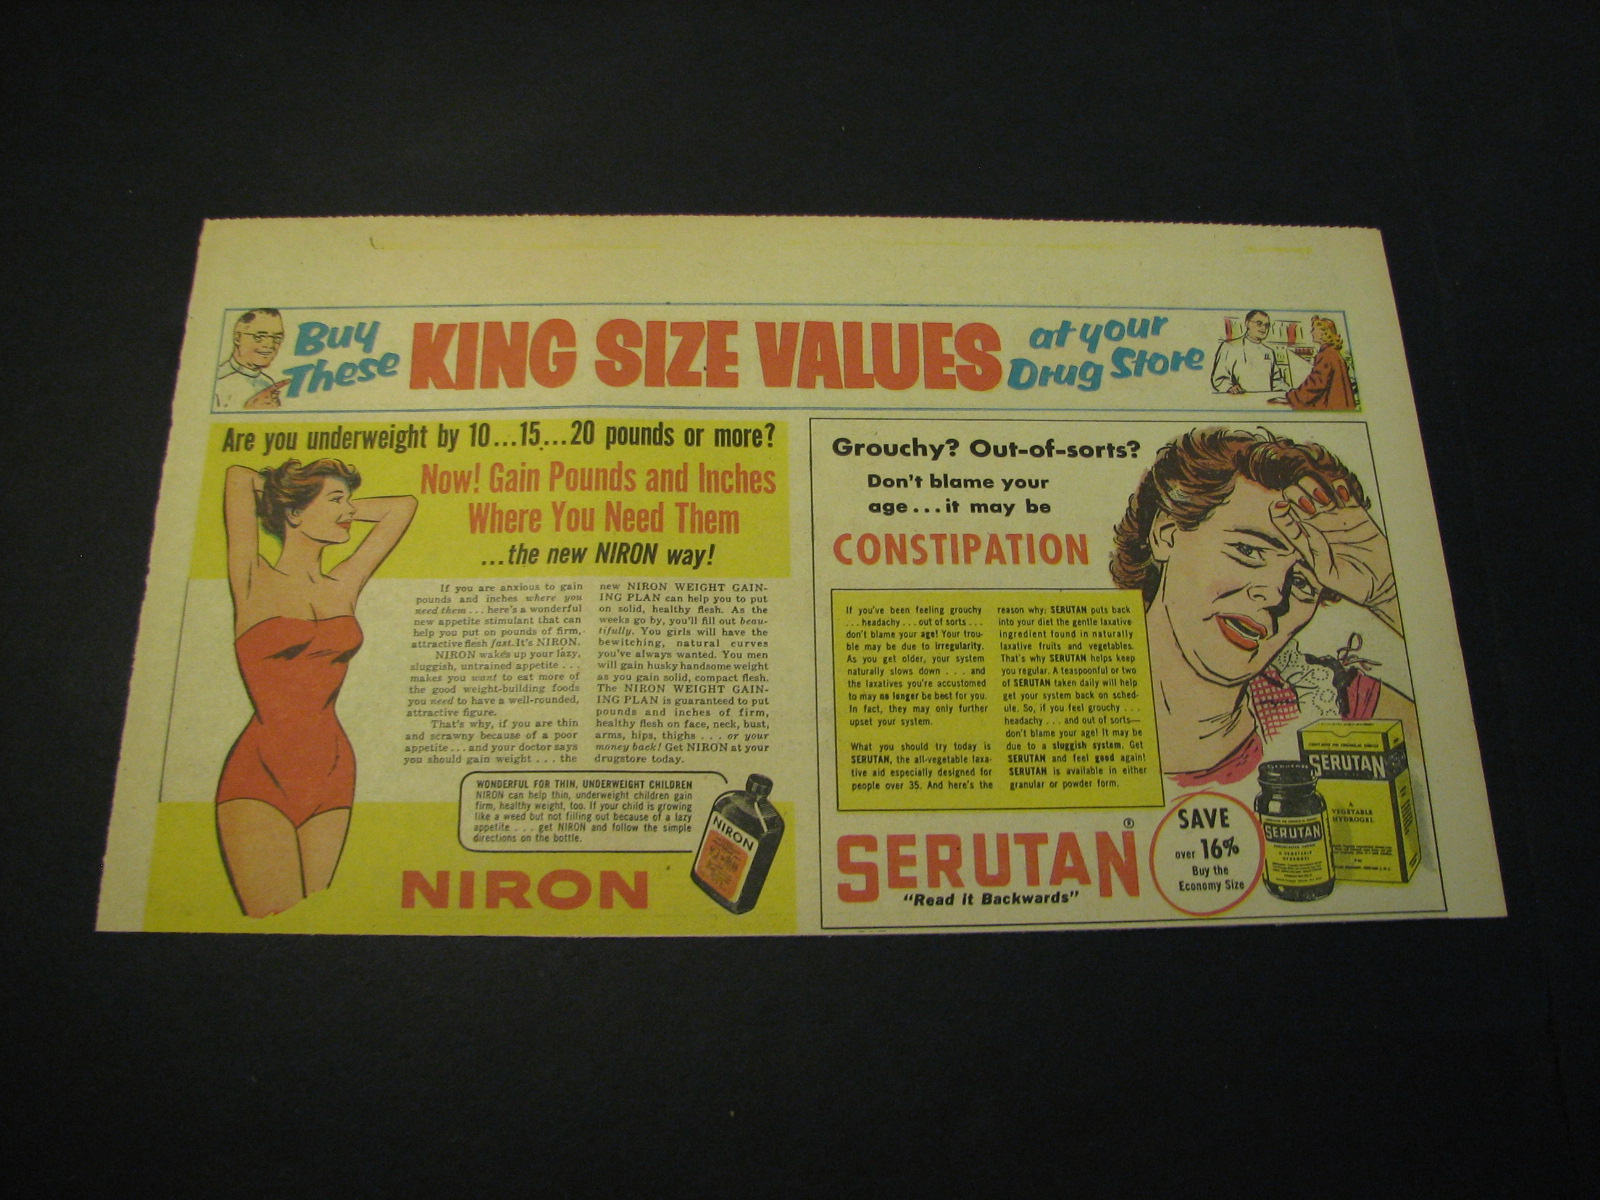 Buy
These
KING SIZE VALUES
at your
Drug Store
Are you underweight by 10...15...20 pounds or more?
Now! Gain Pounds and Inches
Where You Need Them
...the new NIRON way!
If you are anxious to gain
pounds and inches where you
need them ... here's a wonderful
new appetite stimulant that can
help you put on pounds of firm,
attractive flesh fast. It's NIRON.
NIRON wakes up your lazy,
sluggish, untrained appetite ...
makes you want to eat more of
the good weight-building foods
you need to have a well-rounded,
attractive figure.
That's why, if you are thin
and scrawny because of a poor
appetite ... and your doctor says
you should gain weight ... the
new NIRON WEIGHT GAIN-
ING PLAN can help you to put
on solid, healthy flesh. As the
weeks go by, you'll fill out beau-
tifully. You girls will have the
bewitching, natural curves
you've always wanted. You men
will gain husky handsome weight
as you gain solid, compact flesh.
The NIRON WEIGHT GAIN-
ING PLAN is guaranteed to put
pounds and inches of firm,
healthy flesh on face, neck, bust,
arms, hips, thighs ... or your
money back! Get NIRON at your
drugstore today.
WONDERFUL FOR THIN, UNDERWEIGHT CHILDREN
NIRON can help thin, underweight children gain
firm, healthy weight, too. If your child is growing
like a weed but not filling out because of a lazy
appetite ... get NIRON and follow the simple
directions on the bottle.
NIRON
NIRON
Grouchy? Out-of-sorts?
Don't blame your
age...it may be
CONSTIPATION
If you've been feeling grouchy
... headachy ... out of sorts ...
don't blame your age! Your trou-
ble may be due to irregularity.
As you get older, your system
naturally slows down ... and
the laxatives you're accustomed
to may no longer be best for you.
In fact, they may only further
upset your system.
What you should try today is
SERUTAN, the all-vegetable laxa-
tive aid especially designed for
people over 35. And here's the
reason why: SERUTAN puts back
into your diet the gentle laxative
ingredient found in naturally
laxative fruits and vegetables.
That's why SERUTAN helps keep
you regular. A teaspoonful or two
of SERUTAN taken daily will help
get your system back on sched-
ule. So, if you feel grouchy ...
headachy ... and out of sorts—
don't blame your age! It may be
due to a sluggish system. Get
SERUTAN and feel good again!
SERUTAN is available in either
granular or powder form.
SERUTAN®
"Read it Backwards"
SAVE
over 16%
Buy the
Economy Size
SERUTAN
SERUTAN
A
VEGETABLE
HYDROGEL